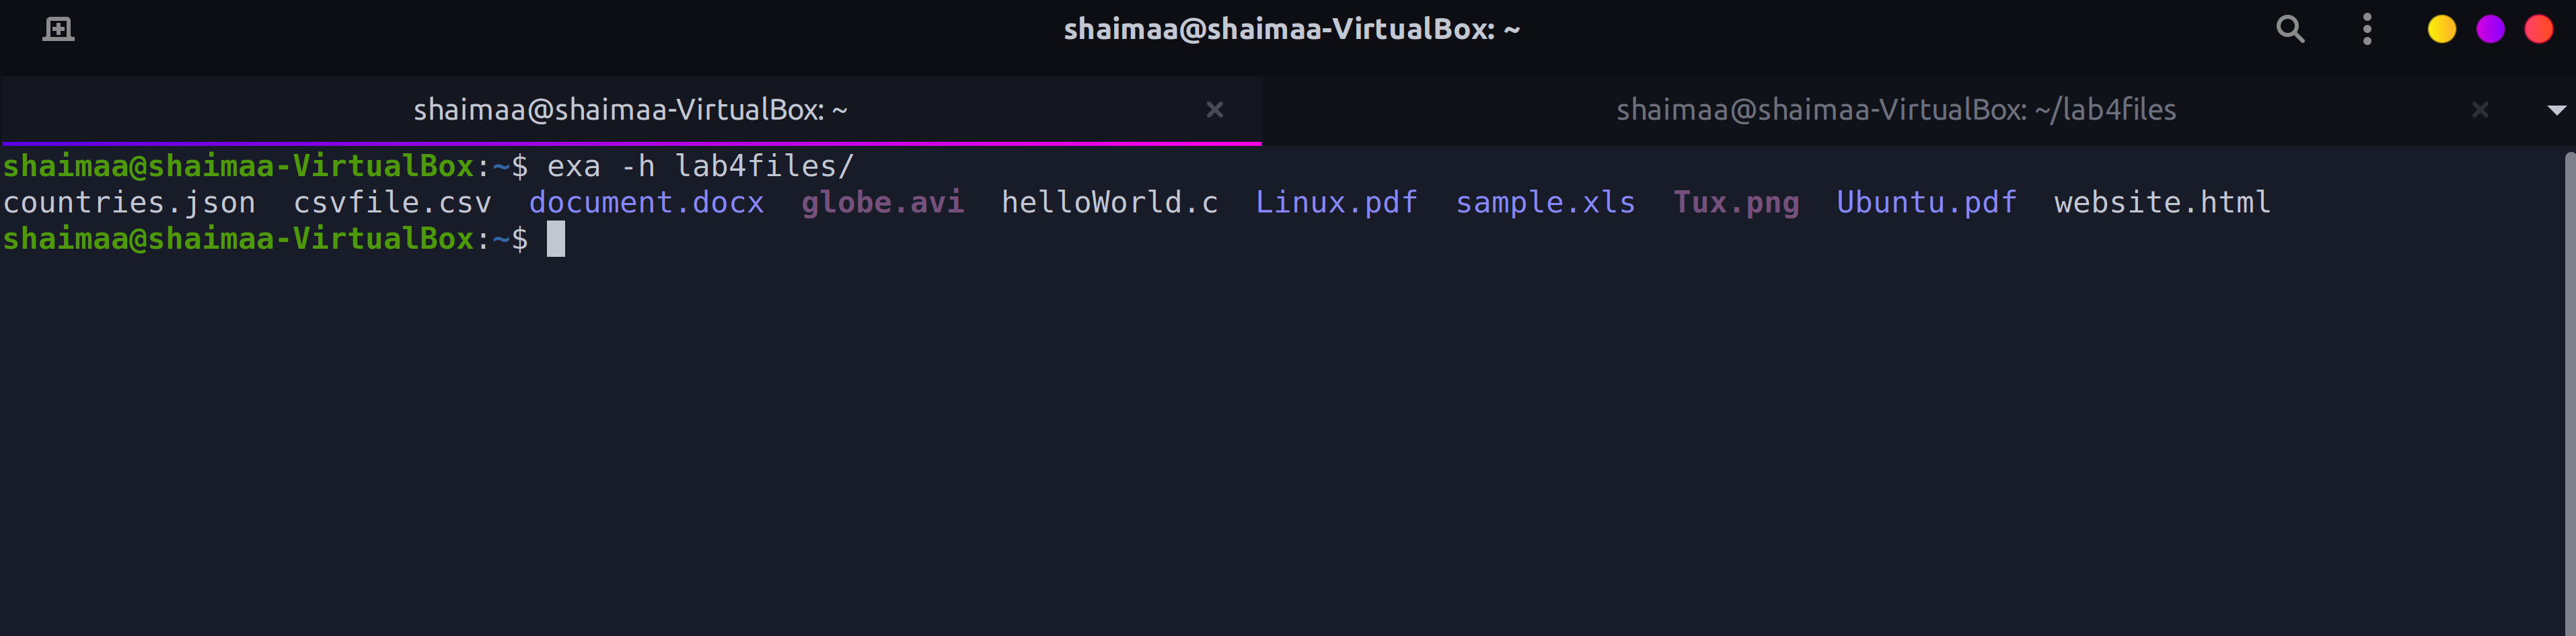 shaimaa@shaimaa-VirtualBox: ~
shaimaa@shaimaa-VirtualBox: ~ shaimaa@shaimaa-VirtualBox: ~/lab4files
shaimaa@shaimaa-VirtualBox:~$ exa -h lab4files/
countries.json csvfile.csv document.docx globe.avi helloWorld.c Linux.pdf sample.xls Tux.png Ubuntu.pdf website.html
shaimaa@shaimaa-VirtualBox:~$